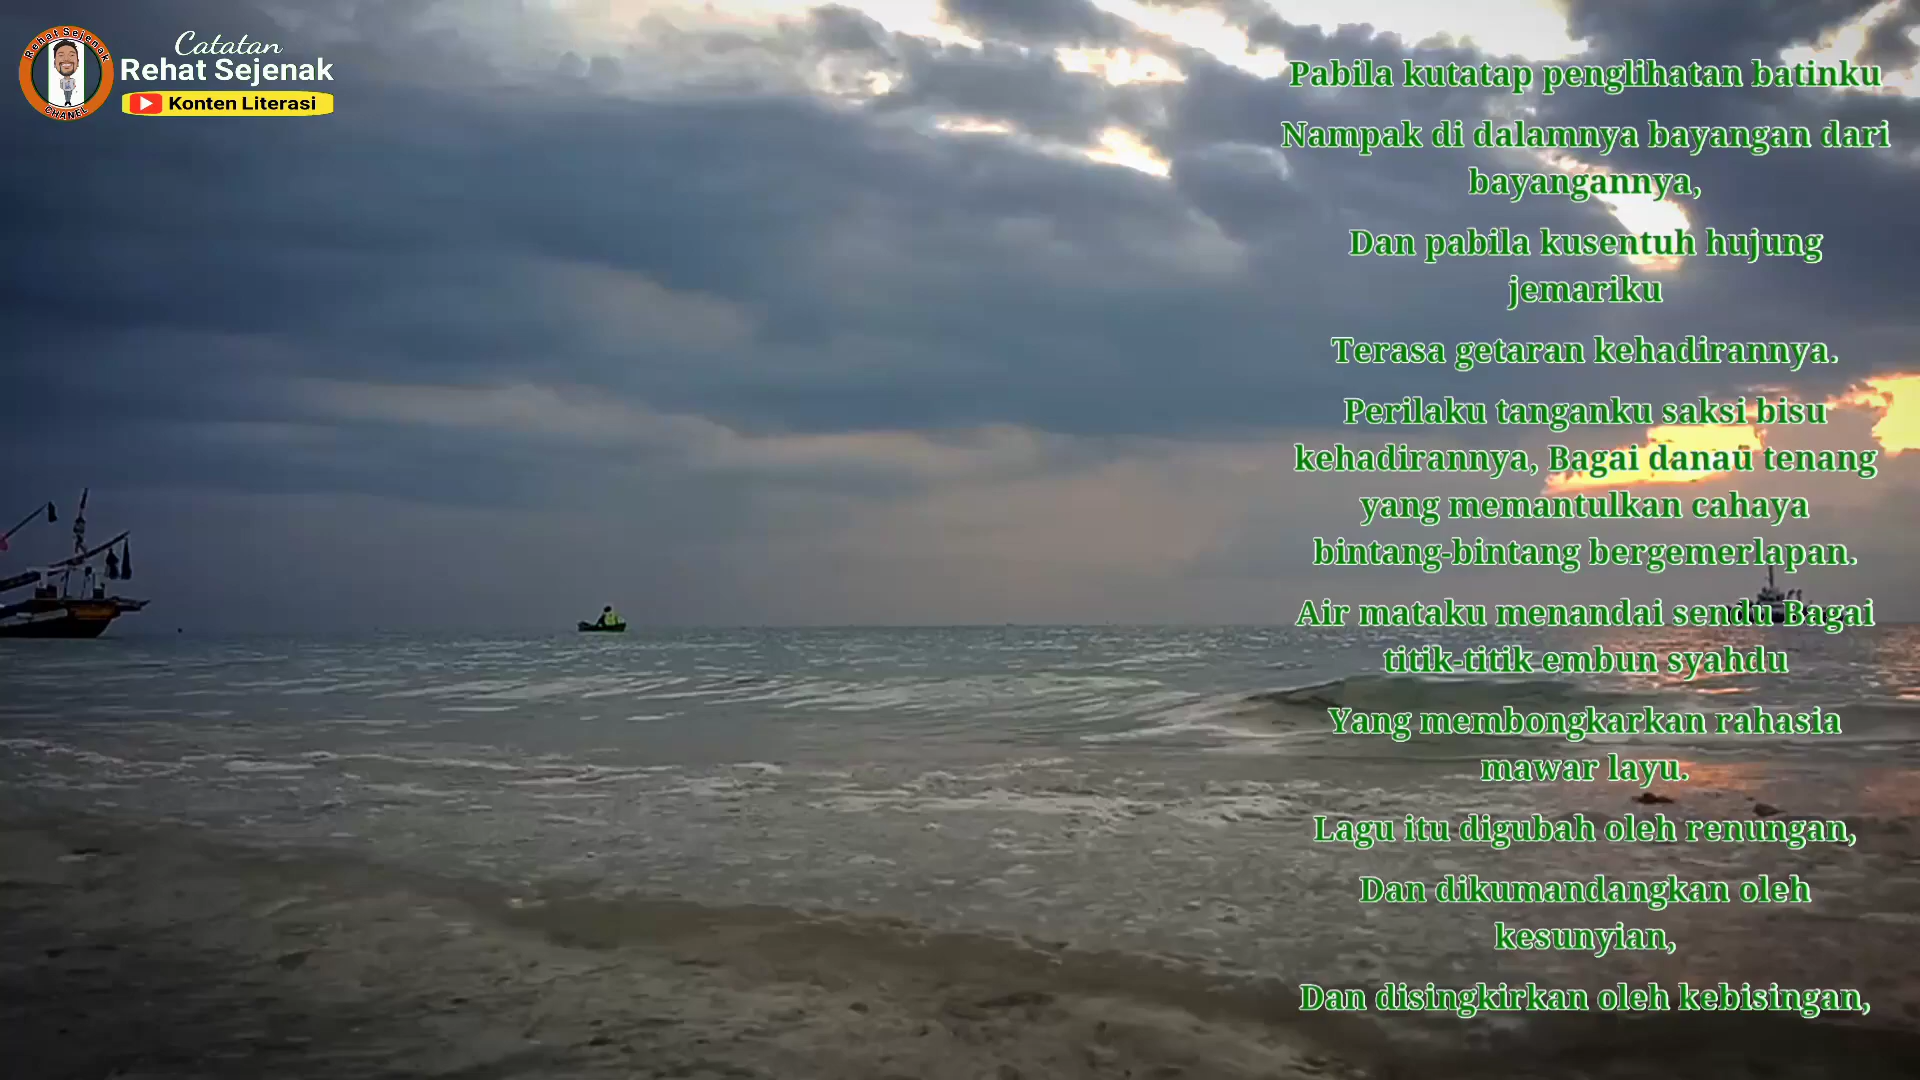 Rehat Sejenak
CHANEL
Catatan
Rehat Sejenak
Konten Literasi
Pabila kutatap penglihatan batinku
Nampak di dalamnya bayangan dari
bayangannya,
Dan pabila kusentuh hujung
jemariku
Terasa getaran kehadirannya.
Perilaku tanganku saksi bisu
kehadirannya, Bagai danau tenang
yang memantulkan cahaya
bintang-bintang bergemerlapan.
Air mataku menandai sendu Bagai
titik-titik embun syahdu
Yang membongkarkan rahasia
mawar layu.
Lagu itu digubah oleh renungan,
Dan dikumandangkan oleh
kesunyian,
Dan disingkirkan oleh kebisingan,